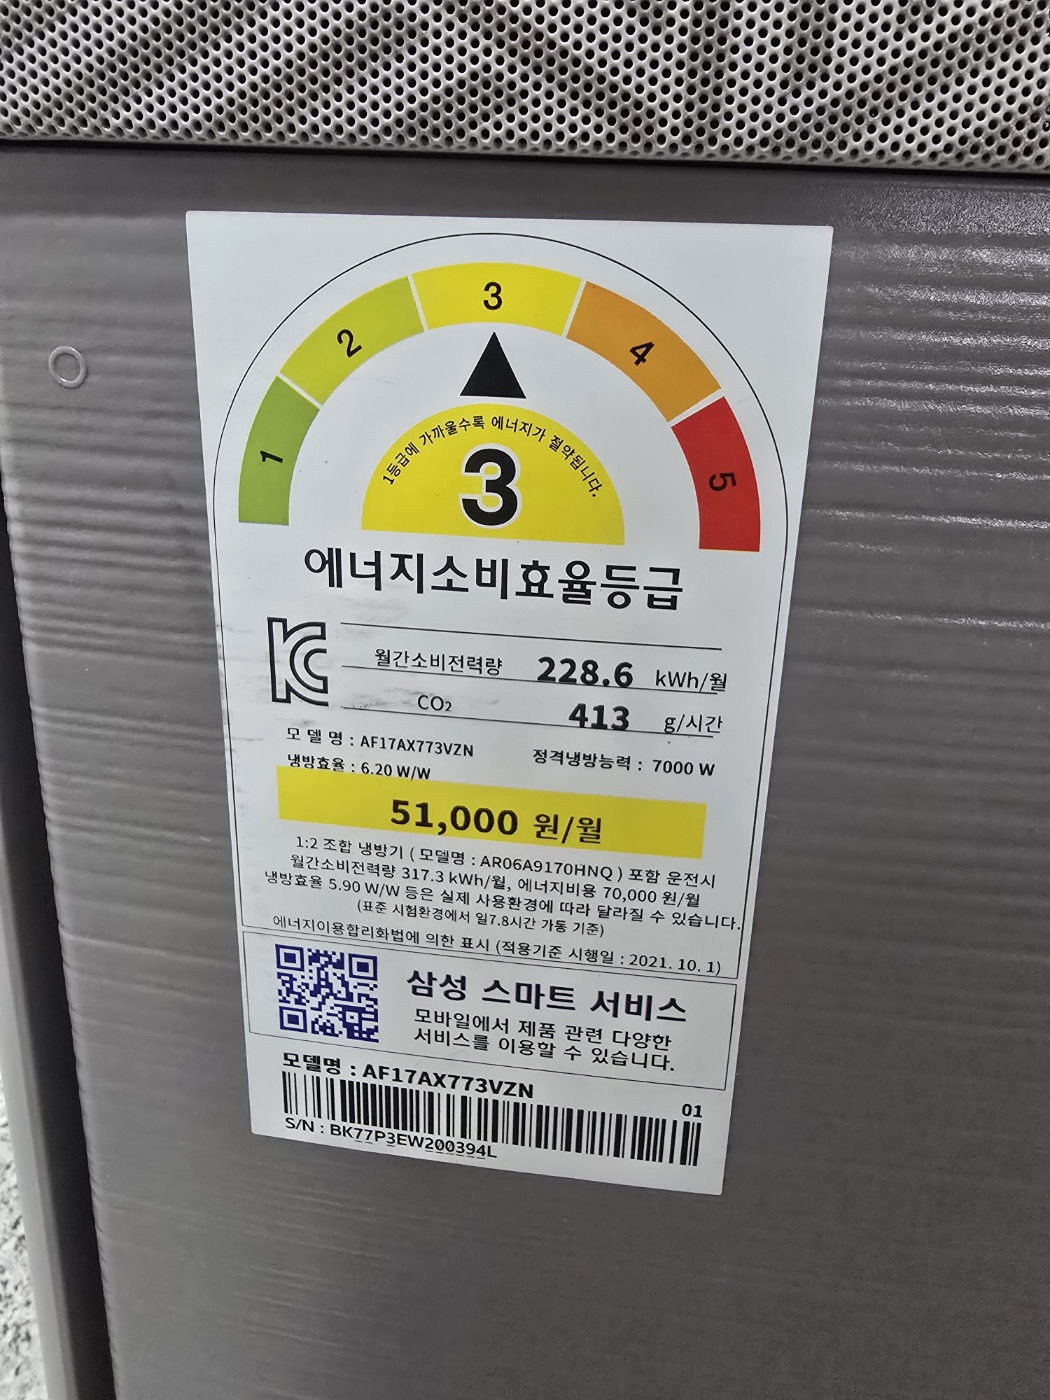 1
2
3
4
5
1등급에 가까울수록 에너지가 절약됩니다.
3
에너지소비효율등급
월간소비전력량 228.6 kWh/월
CO₂ 413 g/시간
모 델 명 : AF17AX773VZN
정격냉방능력 : 7000 W
냉방효율 : 6.20 W/W
51,000 원/월
1:2 조합 냉방기 ( 모델명 : AR06A9170HNQ ) 포함 운전시
월간소비전력량 317.3 kWh/월, 에너지비용 70,000 원/월
냉방효율 5.90 W/W 등은 실제 사용환경에 따라 달라질 수 있습니다.
(표준 시험환경에서 일7.8시간 가동 기준)
에너지이용합리화법에 의한 표시 (적용기준 시행일 : 2021. 10. 1)
삼성 스마트 서비스
모바일에서 제품 관련 다양한
서비스를 이용할 수 있습니다.
모델명 : AF17AX773VZN
01
S/N : BK77P3EW200394L